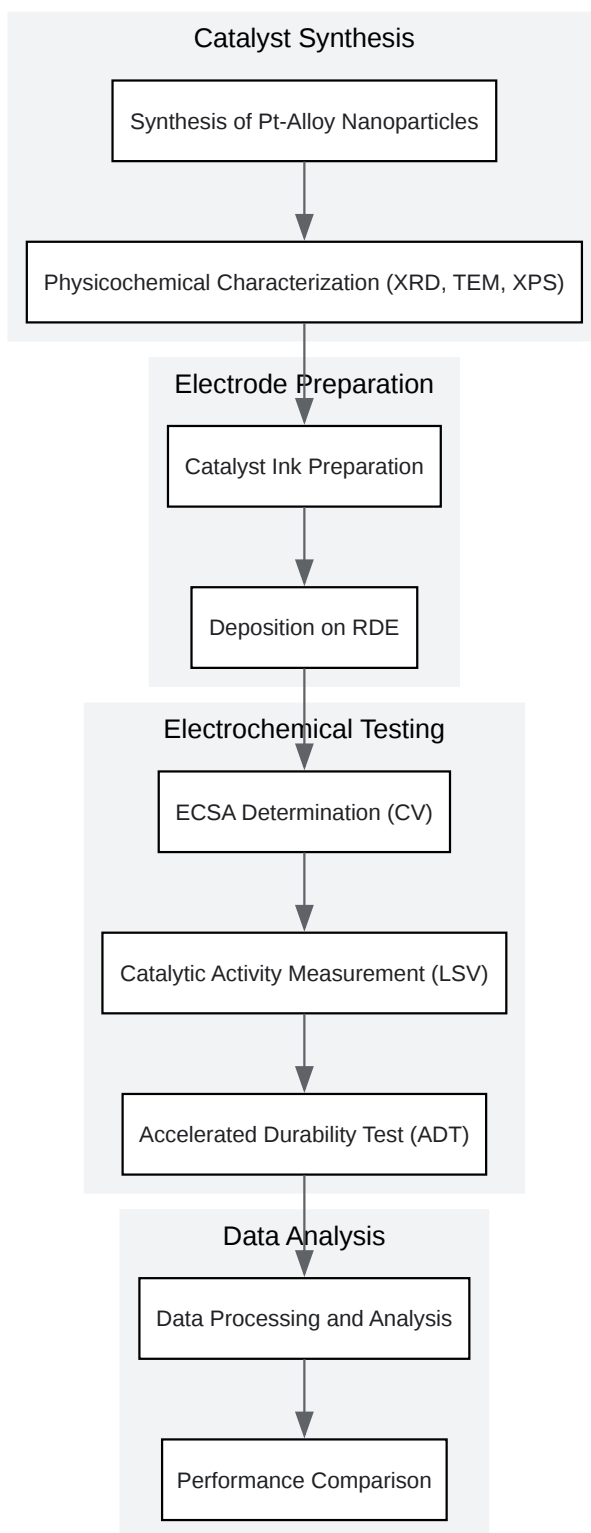 Catalyst Synthesis
Synthesis of Pt-Alloy Nanoparticles
Physicochemical Characterization (XRD, TEM, XPS)
Electrode Preparation
Catalyst Ink Preparation
Deposition on RDE
Electrochemical Testing
ECSA Determination (CV)
Catalytic Activity Measurement (LSV)
Accelerated Durability Test (ADT)
Data Analysis
Data Processing and Analysis
Performance Comparison